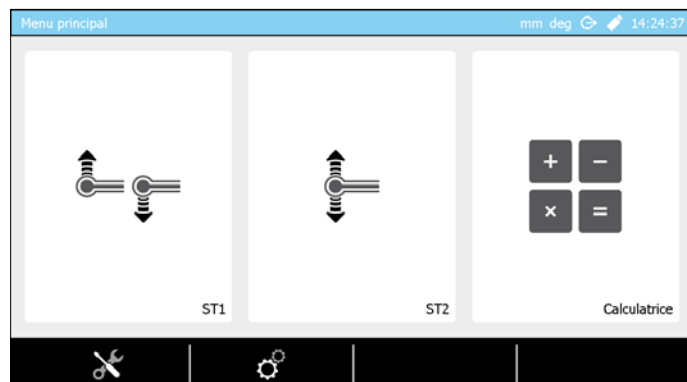 Menu principal
mm deg 14:24:37
ST1
ST2
Calculatrice